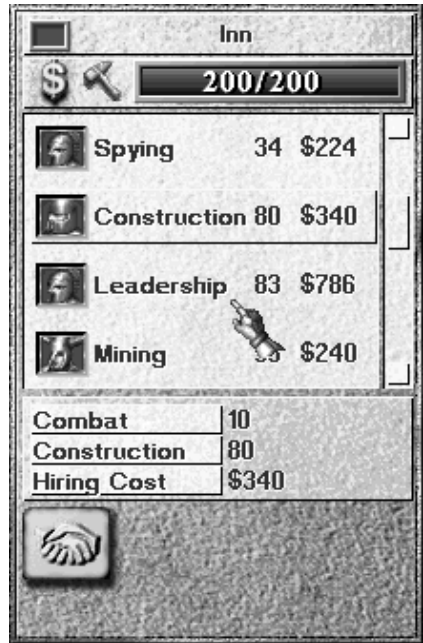 Inn
$ 200/200
Spying 34 $224
Construction 80 $340
Leadership 83 $786
Mining $240
Combat 10
Construction 80
Hiring Cost $340